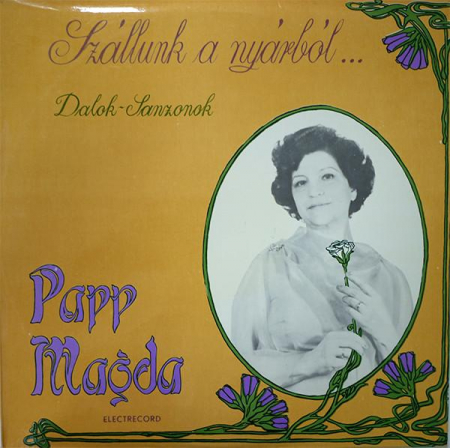 Szállunk a nyárból...
Dalok-Sanzonok
Papp
Magda
ELECTRECORD